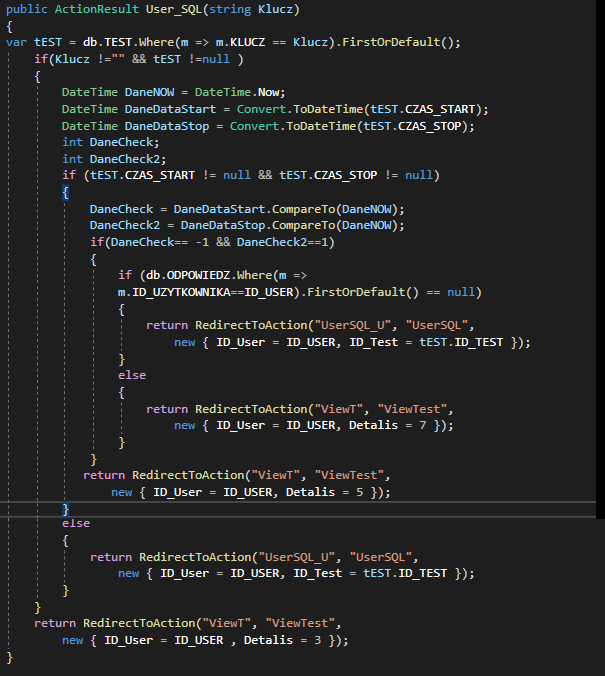 public ActionResult User_SQL(string Klucz)
{
var tEST = db.TEST.Where(m => m.KLUCZ == Klucz).FirstOrDefault();
if(Klucz !="" && tEST !=null )
{
DateTime DaneNOW = DateTime.Now;
DateTime DaneDataStart = Convert.ToDateTime(tEST.CZAS_START);
DateTime DaneDataStop = Convert.ToDateTime(tEST.CZAS_STOP);
int DaneCheck;
int DaneCheck2;
if (tEST.CZAS_START != null && tEST.CZAS_STOP != null)
{
DaneCheck = DaneDataStart.CompareTo(DaneNOW);
DaneCheck2 = DaneDataStop.CompareTo(DaneNOW);
if(DaneCheck== -1 && DaneCheck2==1)
{
if (db.ODPOWIEDZ.Where(m =>
m.ID_UZYTKOWNIKA==ID_USER).FirstOrDefault() == null)
{
return RedirectToAction("UserSQL_U", "UserSQL",
new { ID_User = ID_USER, ID_Test = tEST.ID_TEST });
}
else
{
return RedirectToAction("ViewT", "ViewTest",
new { ID_User = ID_USER, Detalis = 7 });
}
}
return RedirectToAction("ViewT", "ViewTest",
new { ID_User = ID_USER, Detalis = 5 });
}
else
{
return RedirectToAction("UserSQL_U", "UserSQL",
new { ID_User = ID_USER, ID_Test = tEST.ID_TEST });
}
}
return RedirectToAction("ViewT", "ViewTest",
new { ID_User = ID_USER , Detalis = 3 });
}